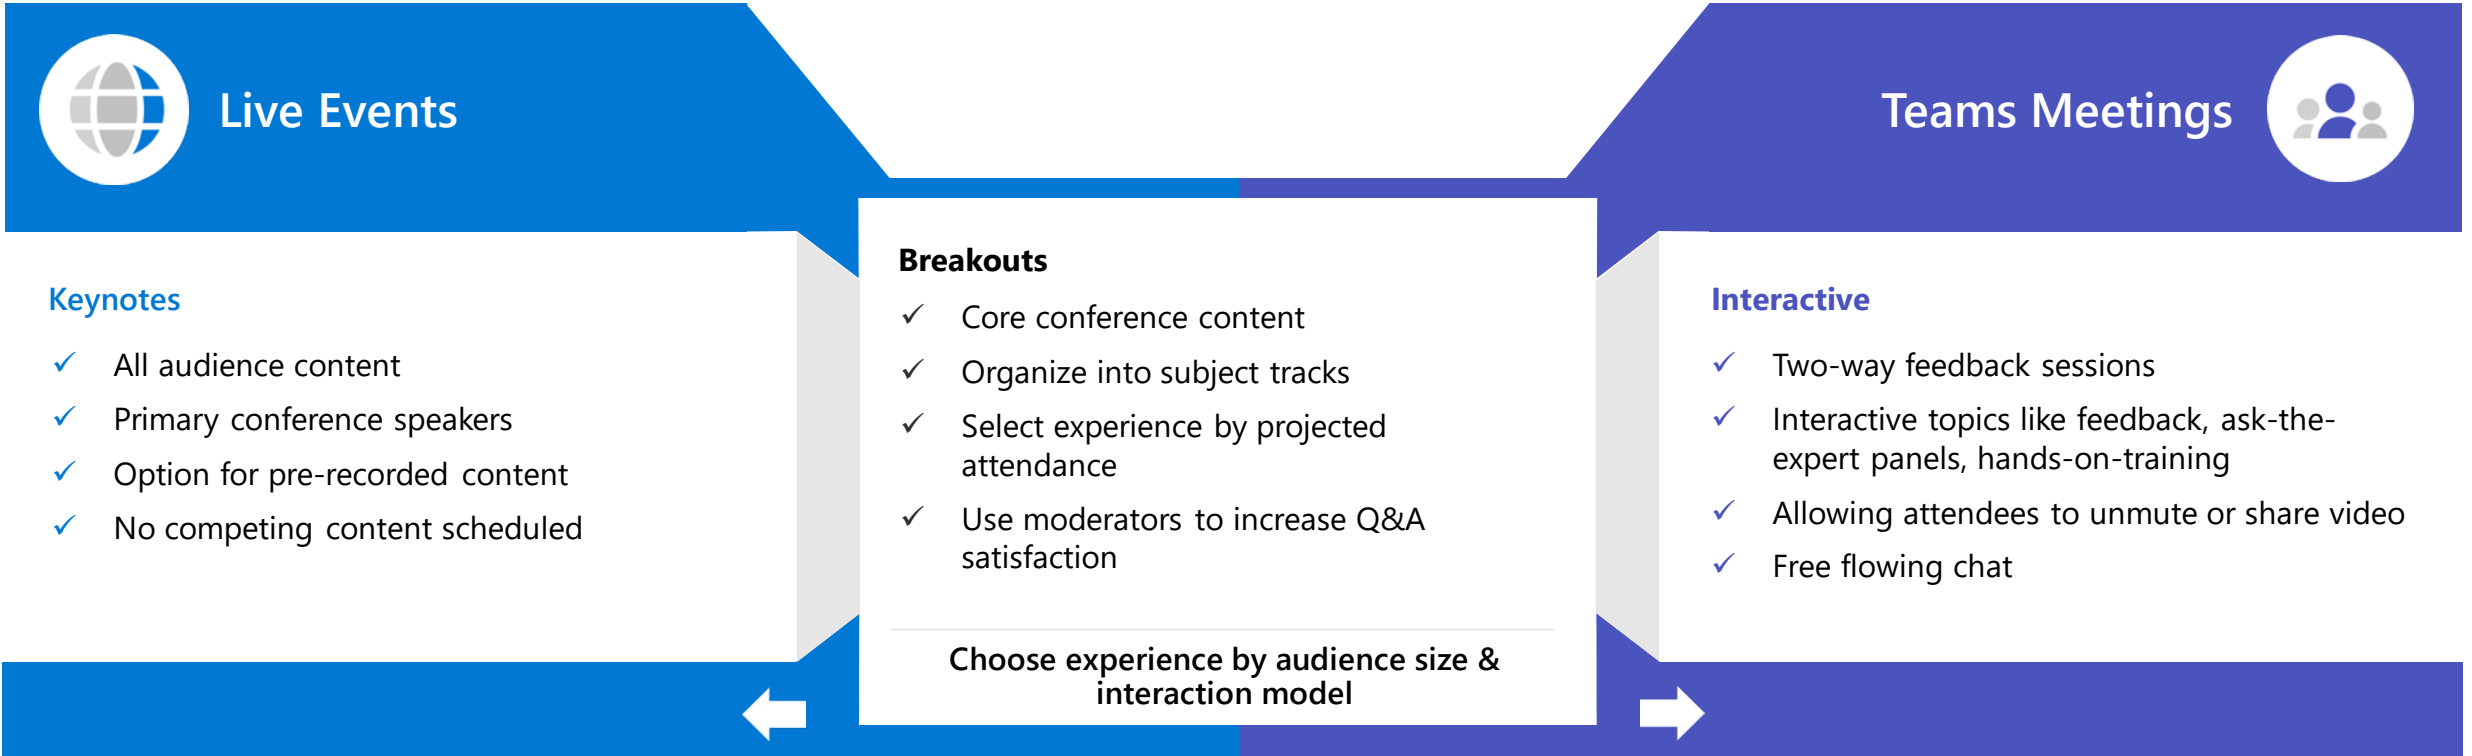 Live Events
Teams Meetings
Keynotes
✓ All audience content
✓ Primary conference speakers
✓ Option for pre-recorded content
✓ No competing content scheduled
Breakouts
✓ Core conference content
✓ Organize into subject tracks
✓ Select experience by projected
attendance
✓ Use moderators to increase Q&A
satisfaction
Choose experience by audience size &
interaction model
Interactive
✓ Two-way feedback sessions
✓ Interactive topics like feedback, ask-the-
expert panels, hands-on-training
✓ Allowing attendees to unmute or share video
✓ Free flowing chat